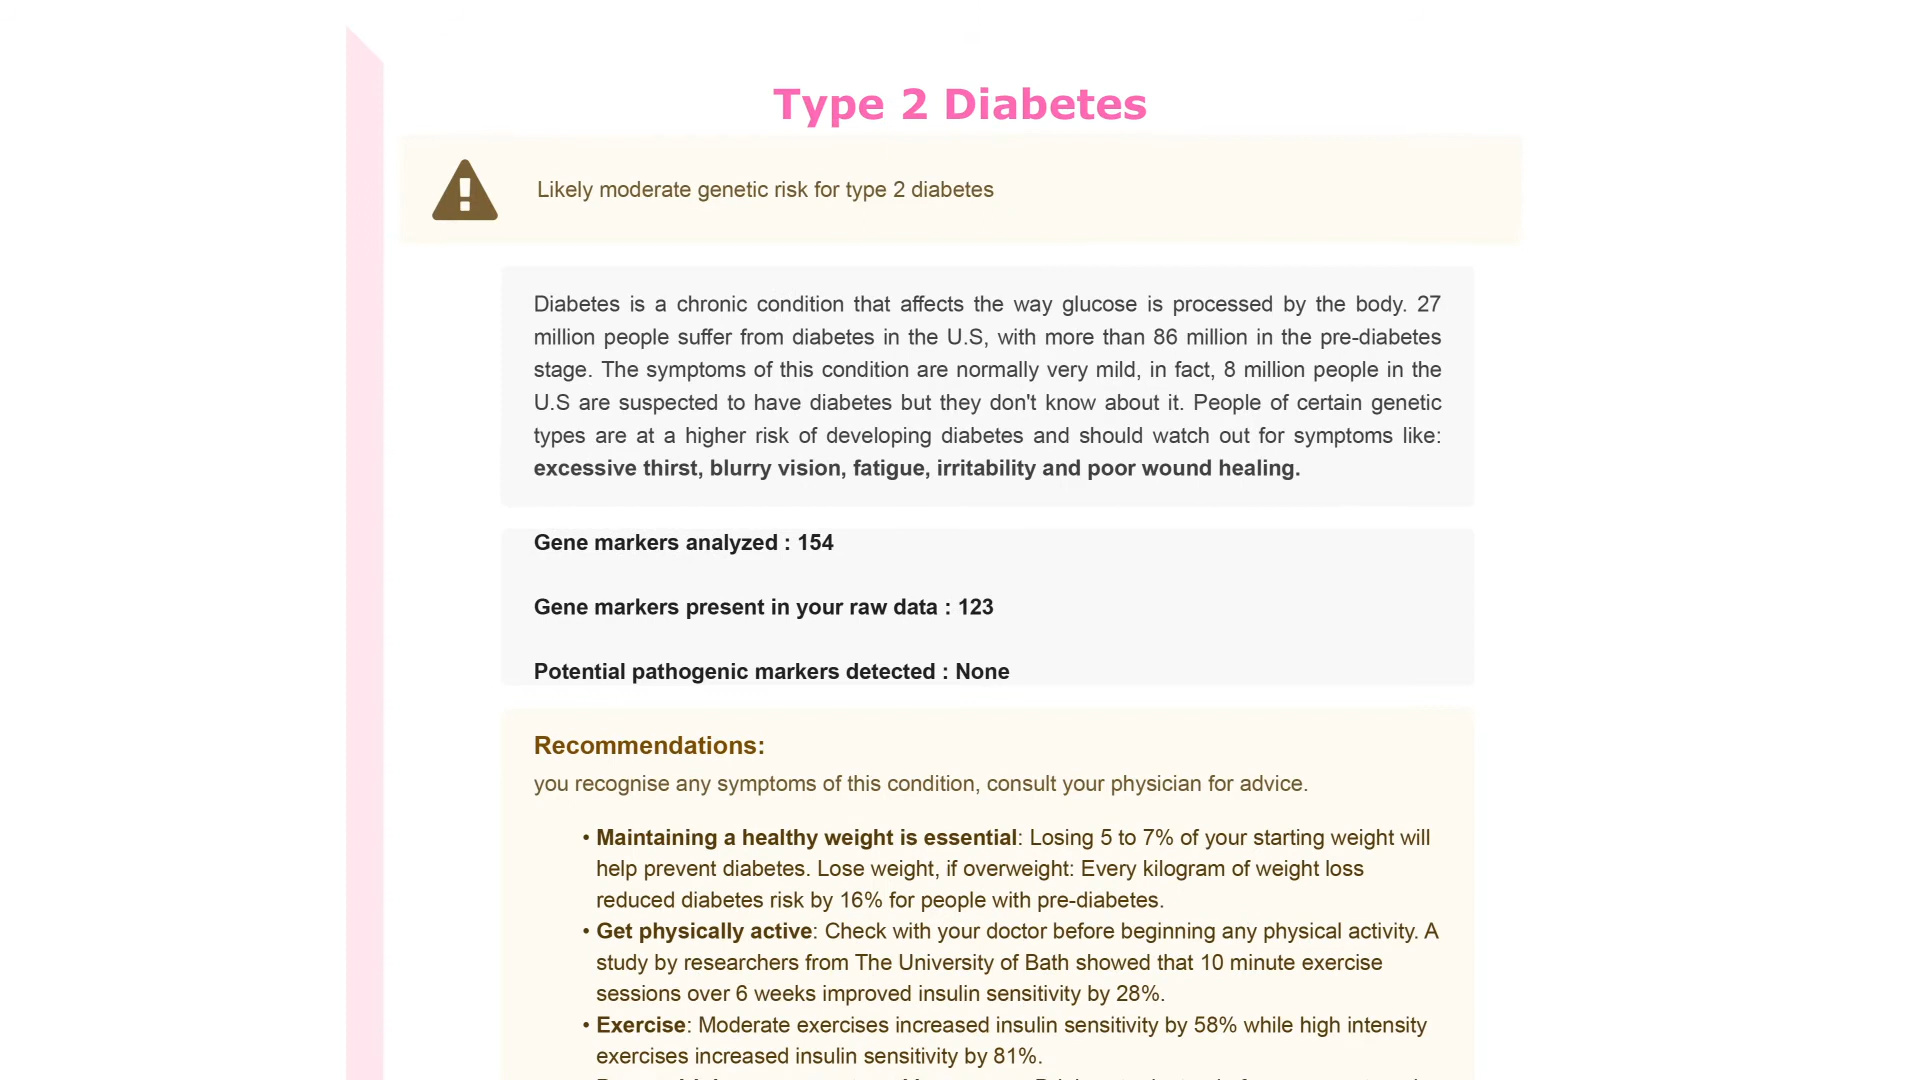 Type 2 Diabetes
Likely moderate genetic risk for type 2 diabetes
Diabetes is a chronic condition that affects the way glucose is processed by the body. 27
million people suffer from diabetes in the U.S, with more than 86 million in the pre-diabetes
stage. The symptoms of this condition are normally very mild, in fact, 8 million people in the
U.S are suspected to have diabetes but they don't know about it. People of certain genetic
types are at a higher risk of developing diabetes and should watch out for symptoms like:
excessive thirst, blurry vision, fatigue, irritability and poor wound healing.
Gene markers analyzed : 154
Gene markers present in your raw data : 123
Potential pathogenic markers detected : None
Recommendations:
you recognise any symptoms of this condition, consult your physician for advice.
• Maintaining a healthy weight is essential: Losing 5 to 7% of your starting weight will
help prevent diabetes. Lose weight, if overweight: Every kilogram of weight loss
reduced diabetes risk by 16% for people with pre-diabetes.
• Get physically active: Check with your doctor before beginning any physical activity. A
study by researchers from The University of Bath showed that 10 minute exercise
sessions over 6 weeks improved insulin sensitivity by 28%.
• Exercise: Moderate exercises increased insulin sensitivity by 58% while high intensity
exercises increased insulin sensitivity by 81%.